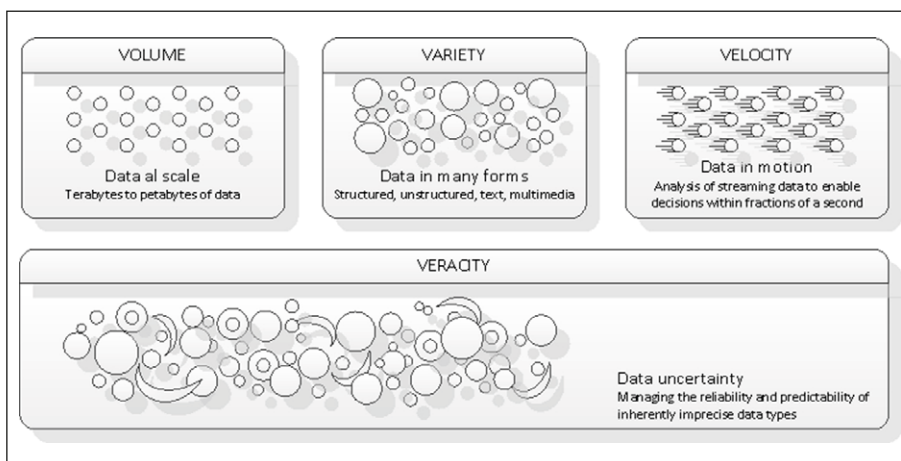 VOLUME
Data al scale
Terabytes to petabytes of data
VARIETY
Data in many forms
Structured, unstructured, text, multimedia
VELOCITY
Data in motion
Analysis of streaming data to enable
decisions within fractions of a second
VERACITY
Data uncertainty
Managing the reliability and predictability of
inherently imprecise data types